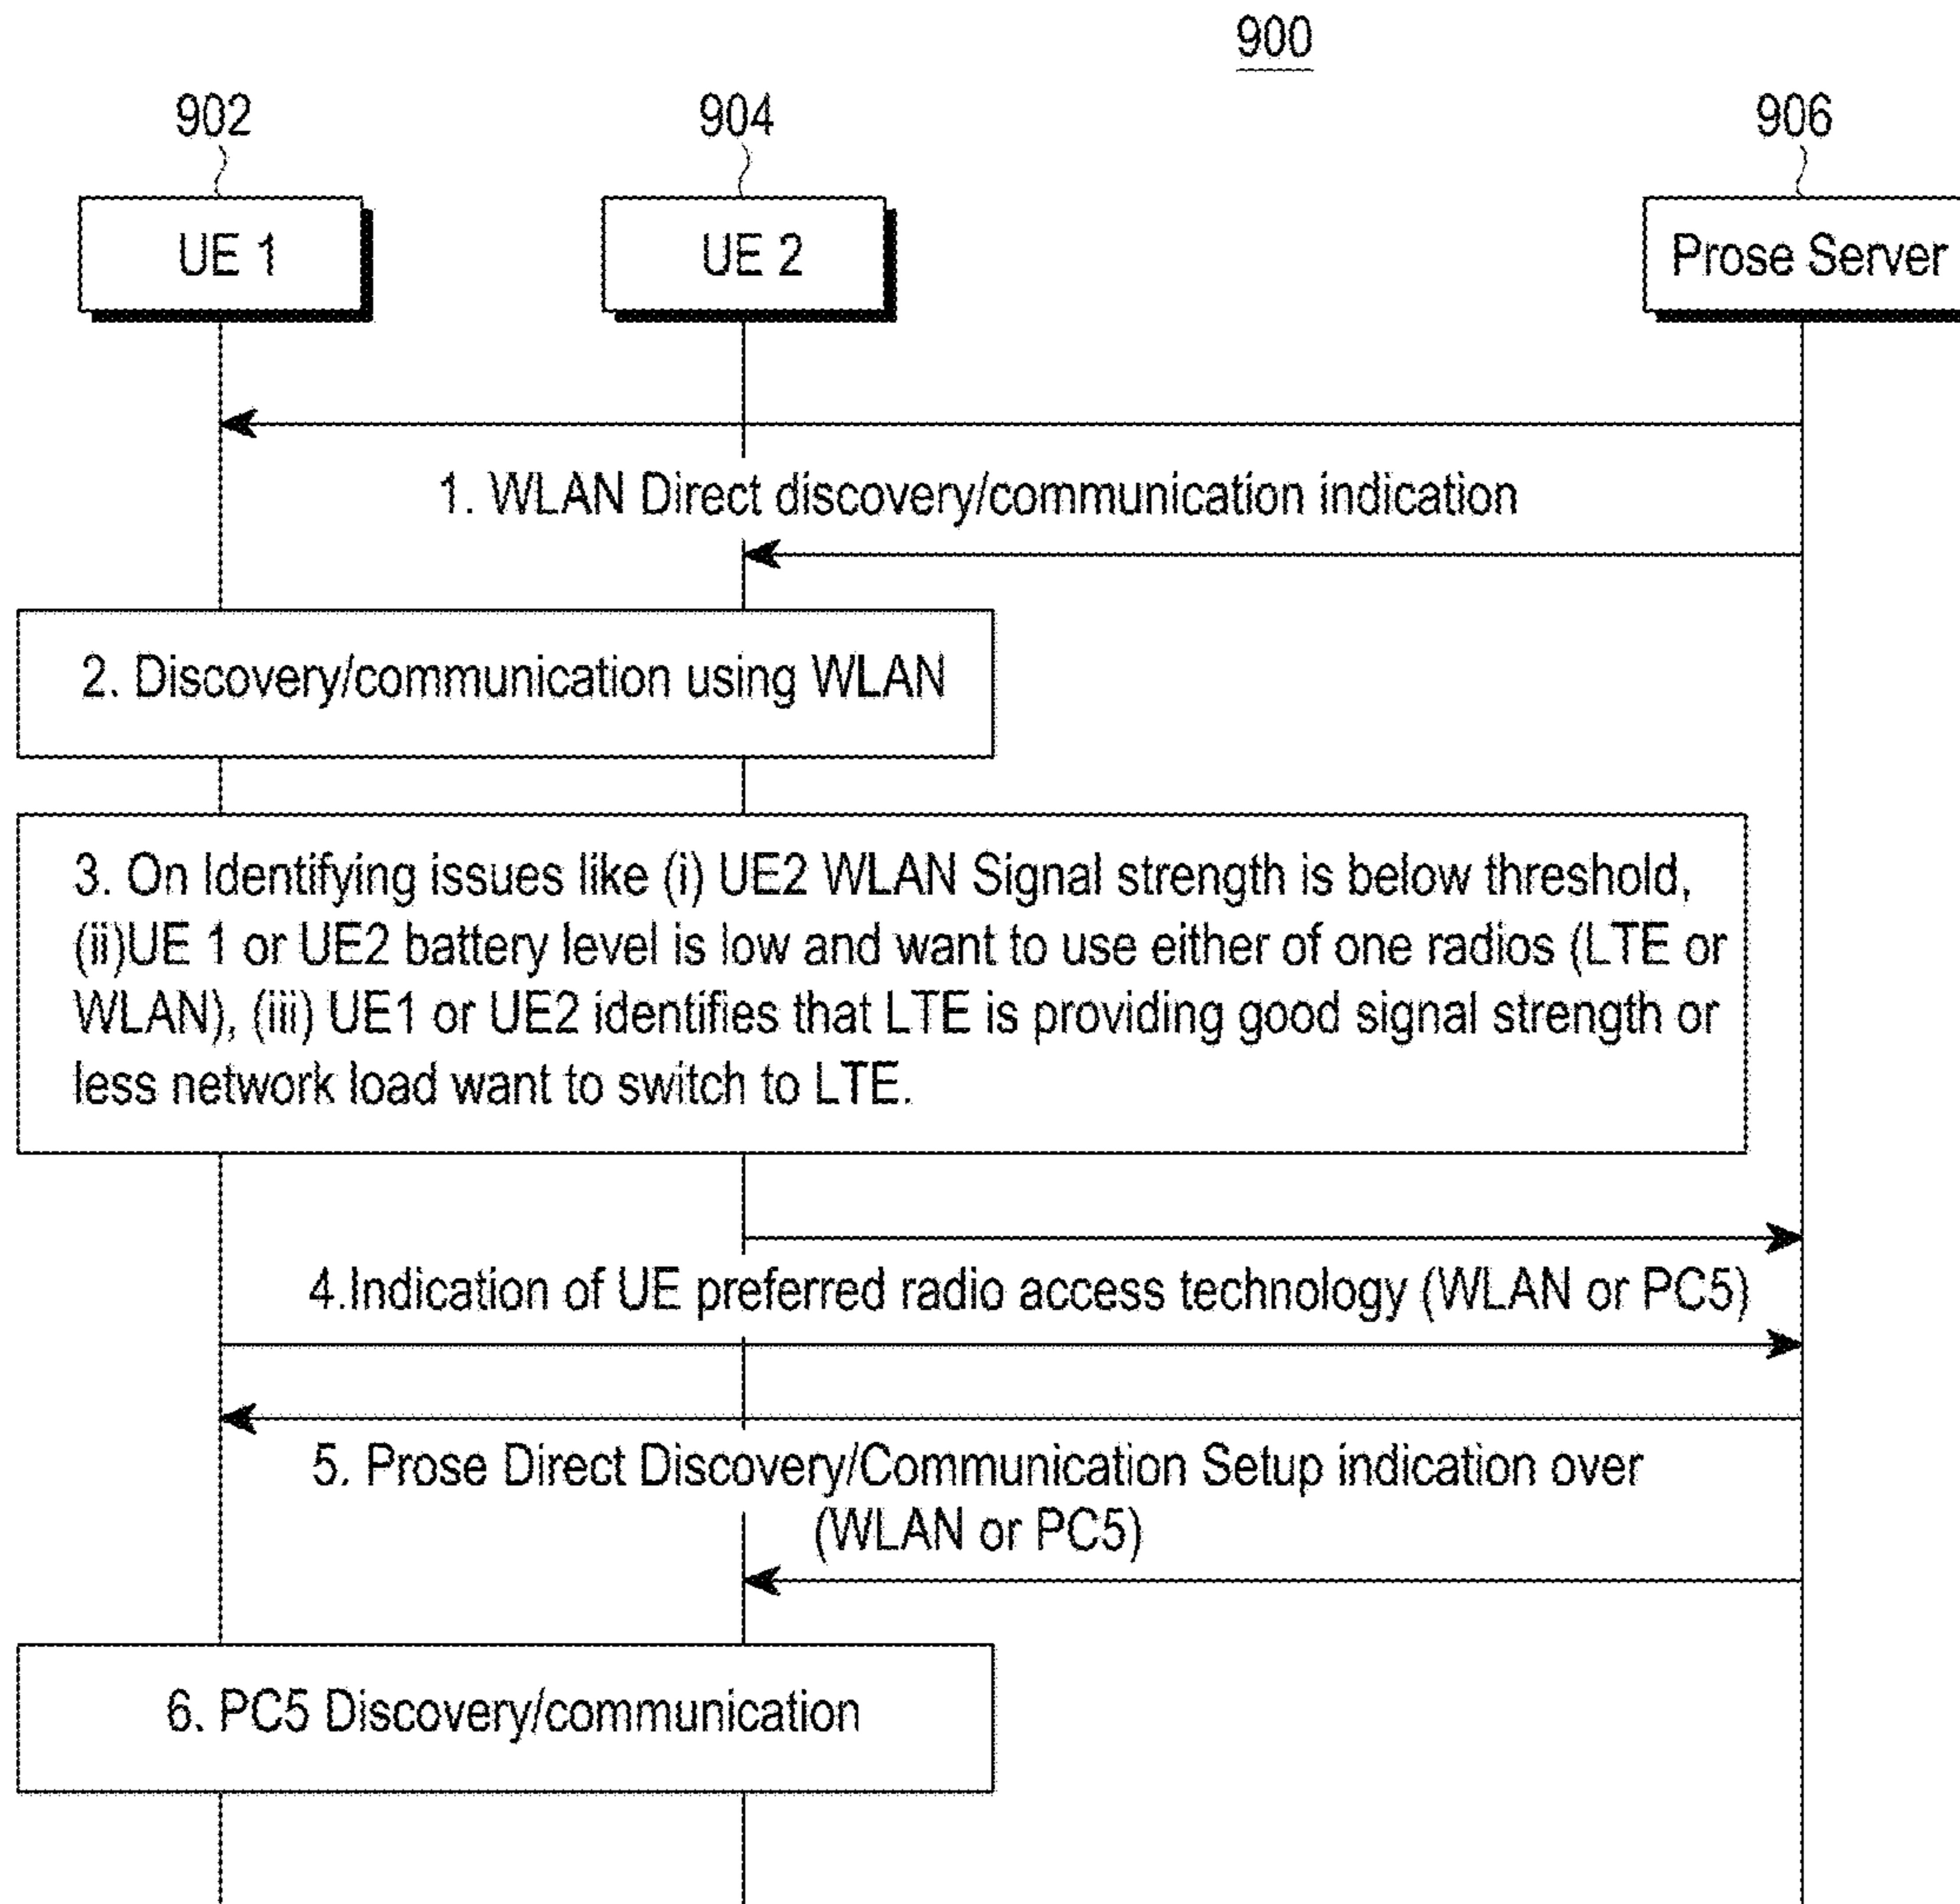 900
902
904
906
UE 1
UE 2
Prose Server
1. WLAN Direct discovery/communication indication
2. Discovery/communication using WLAN
3. On Identifying issues like (i) UE2 WLAN Signal strength is below threshold,
(ii)UE 1 or UE2 battery level is low and want to use either of one radios (LTE or
WLAN), (iii) UE1 or UE2 identifies that LTE is providing good signal strength or
less network load want to switch to LTE.
4.Indication of UE preferred radio access technology (WLAN or PC5)
5. Prose Direct Discovery/Communication Setup indication over
(WLAN or PC5)
6. PC5 Discovery/communication